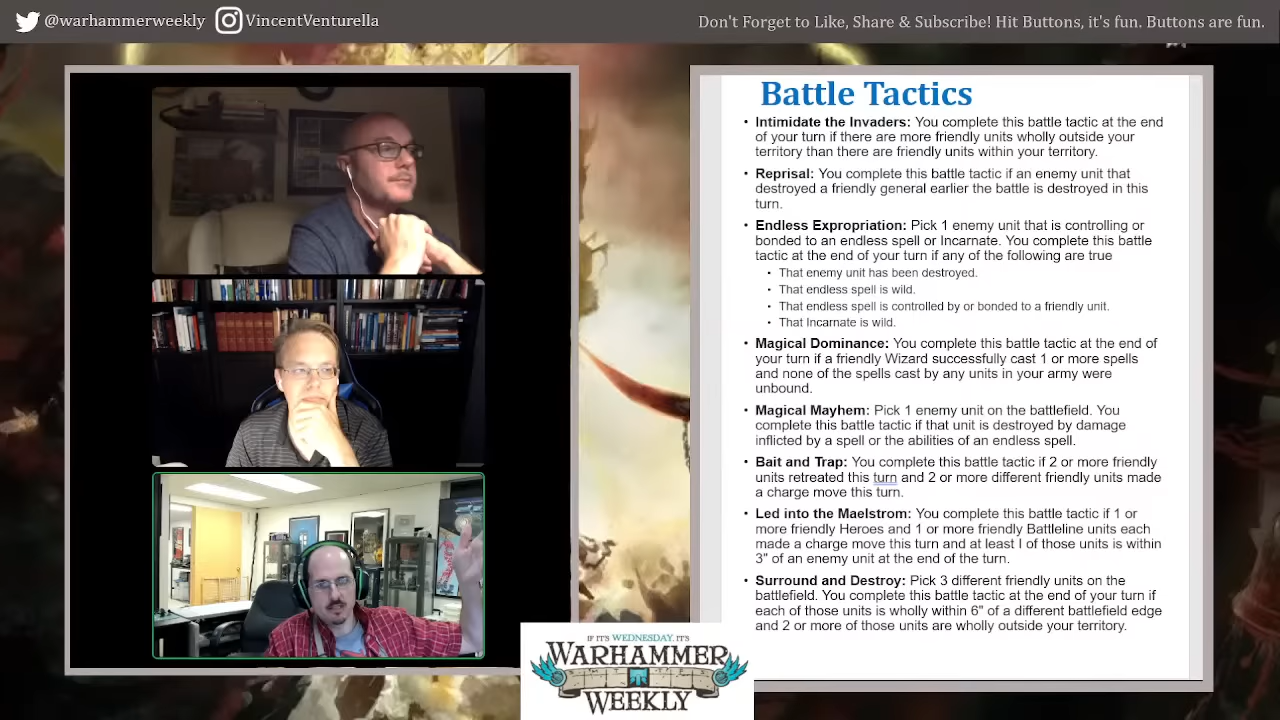 @warhammerweekly VincentVenturella
Don't Forget to Like, Share & Subscribe! Hit Buttons, it's fun. Buttons are fun.
Battle Tactics
• Intimidate the Invaders: You complete this battle tactic at the end
of your turn if there are more friendly units wholly outside your
territory than there are friendly units within your territory.
• Reprisal: You complete this battle tactic if an enemy unit that
destroyed a friendly general earlier the battle is destroyed in this
turn.
• Endless Expropriation: Pick 1 enemy unit that is controlling or
bonded to an endless spell or Incarnate. You complete this battle
tactic at the end of your turn if any of the following are true
• That enemy unit has been destroyed.
• That endless spell is wild.
• That endless spell is controlled by or bonded to a friendly unit.
• That Incarnate is wild.
• Magical Dominance: You complete this battle tactic at the end of
your turn if a friendly Wizard successfully cast 1 or more spells
and none of the spells cast by any units in your army were
unbound.
• Magical Mayhem: Pick 1 enemy unit on the battlefield. You
complete this battle tactic if that unit is destroyed by damage
inflicted by a spell or the abilities of an endless spell.
• Bait and Trap: You complete this battle tactic if 2 or more friendly
units retreated this turn and 2 or more different friendly units made
a charge move this turn.
• Led into the Maelstrom: You complete this battle tactic if 1 or
more friendly Heroes and 1 or more friendly Battleline units each
made a charge move this turn and at least I of those units is within
3" of an enemy unit at the end of the turn.
• Surround and Destroy: Pick 3 different friendly units on the
battlefield. You complete this battle tactic at the end of your turn if
each of those units is wholly within 6" of a different battlefield edge
and 2 or more of those units are wholly outside your territory.
IF IT'S WEDNESDAY, IT'S
WARHAMMER
WEEKLY